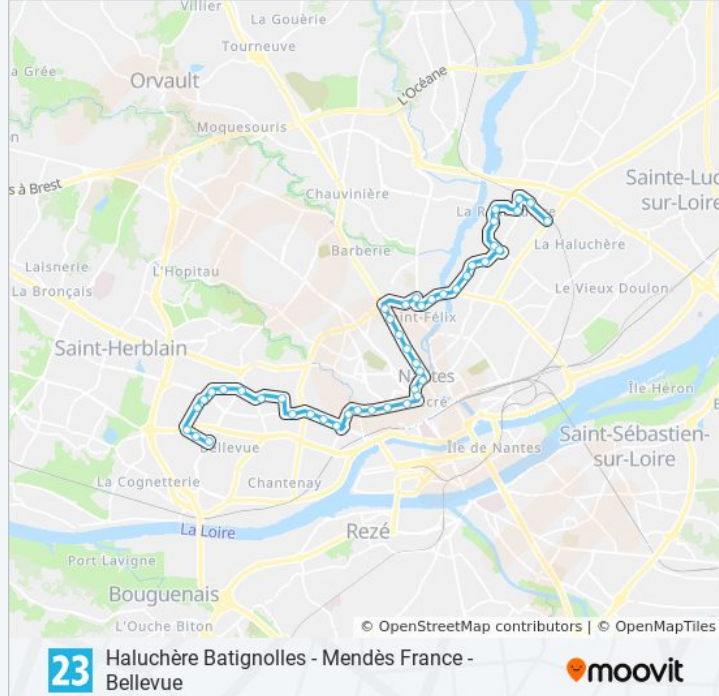 Villier
La Gouèrie
Tourneuve
a Grée
Orvault
L'Océane
Moquesouris
s à Brest
Chauvinière
Sainte-Luc
sur-Loire
Barberie
La Haluchère
Laisnerie
L'Hopitau
La Bronçais
Le Vieux Doulon
int-Félix
Saint-Herblain
Île Héron
ocré
Bellevue
Île de Nantes
Saint-Sébastien-
sur-Loire
La Cognetterie
Chantenay
La Loire
Rezé
Port Lavigne
Bouguenais
L'Ouche Biton
© OpenStreetMap contributors | © OpenMapTiles
23
Haluchère Batignolles - Mendès France -
Bellevue
moovit